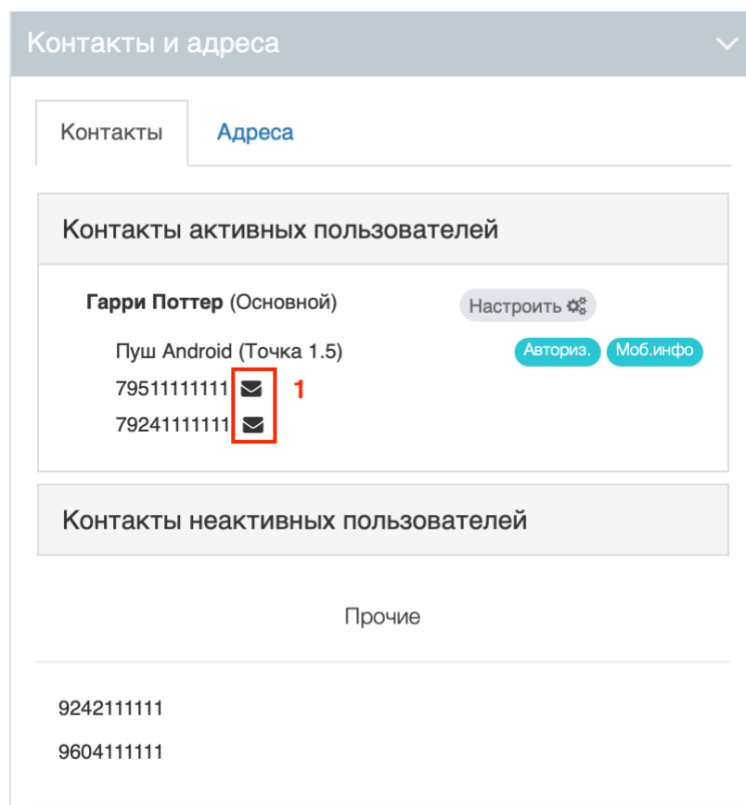 Контакты и адреса
Контакты Адреса
Контакты активных пользователей
Гарри Поттер (Основной) Настроить
Пуш Android (Точка 1.5) Авториз. Моб.инфо
79511111111 1
79241111111
Контакты неактивных пользователей
Прочие
9242111111
9604111111